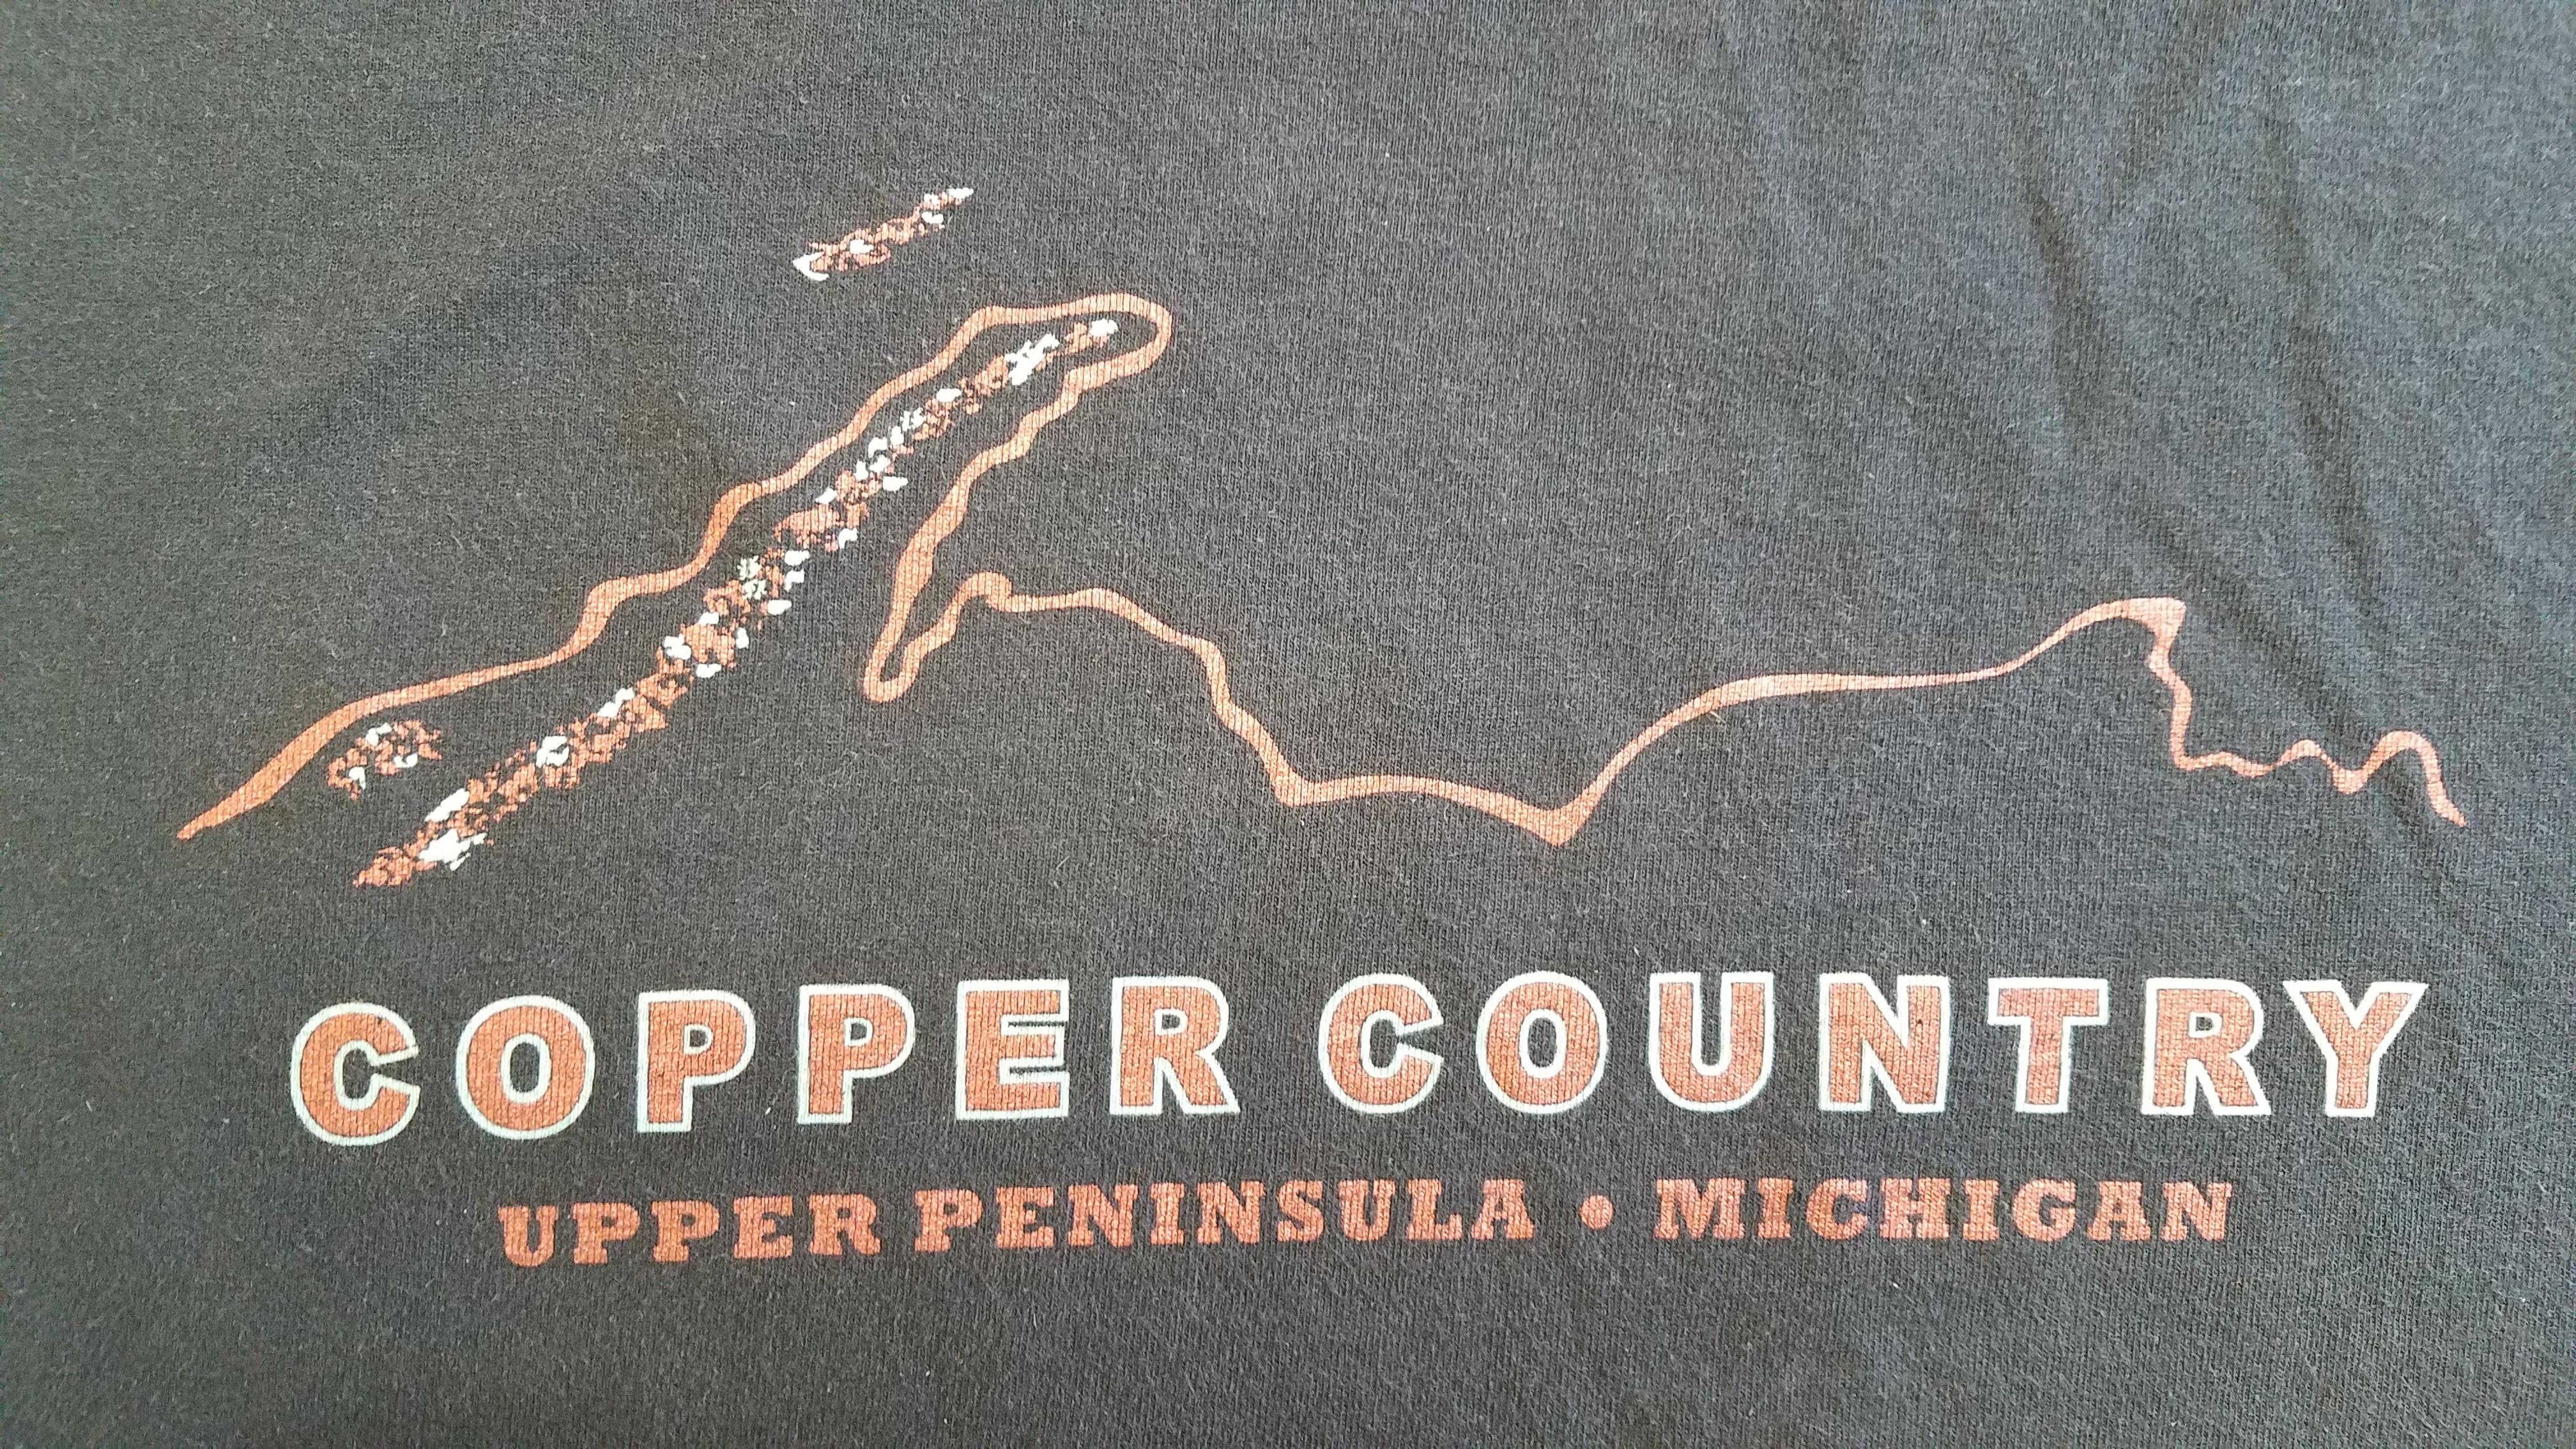 COPPER COUNTRY
UPPER PENINSULA • MICHIGAN